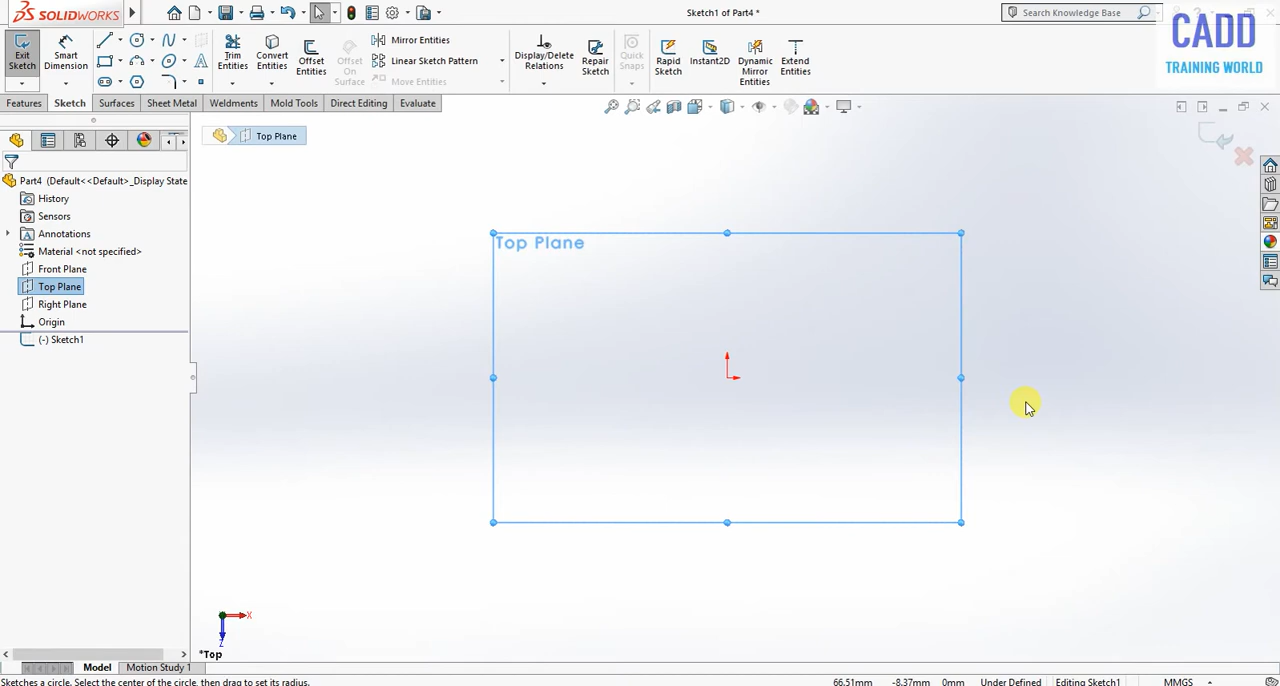 SOLIDWORKS
Sketch1 of Part4 *
Search Knowledge Base
CADD
TRAINING WORLD
Exit Sketch
Smart Dimension
Trim Entities
Convert Entities
Offset Entities
Offset On Surface
Mirror Entities
Linear Sketch Pattern
Move Entities
Display/Delete Relations
Repair Sketch
Quick Snaps
Rapid Sketch
Instant2D
Dynamic Mirror Entities
Extend Entities
Features
Sketch
Surfaces
Sheet Metal
Weldments
Mold Tools
Direct Editing
Evaluate
Top Plane
Part4 (Default<<Default>_Display State
History
Sensors
Annotations
Material <not specified>
Front Plane
Top Plane
Right Plane
Origin
(-) Sketch1
Top Plane
X
Z
*Top
Model
Motion Study 1
Sketches a circle. Select the center of the circle, then drag to set its radius.
66.51mm
-8.37mm
0mm
Under Defined
Editing Sketch1
MMGS